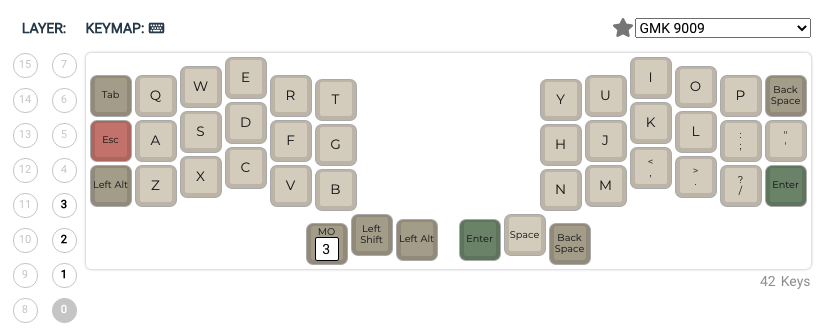 LAYER: KEYMAP: GMK 9009
15 7
14 6
13 5
12 4
11 3
10 2
9 1
8 0
Tab Q W E R T Y U I O P Back Space
Esc A S D F G H J K L : ; " '
Left Alt Z X C V B N M < , > . ? / Enter
MO 3 Left Shift Left Alt Enter Space Back Space
42 Keys